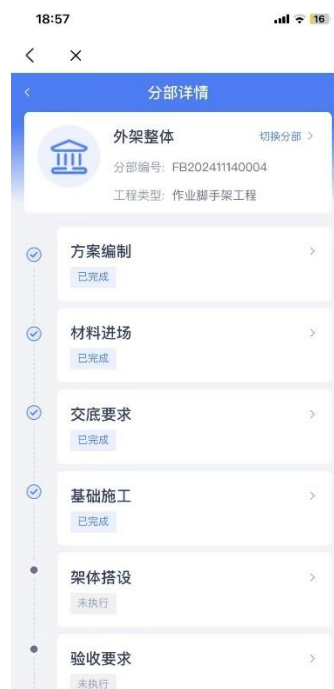 18:57
16
分部详情
外架整体
切换分部
分部编号: FB202411140004
工程类型: 作业脚手架工程
方案编制
已完成
材料进场
已完成
交底要求
已完成
基础施工
已完成
架体搭设
未执行
验收要求
未执行